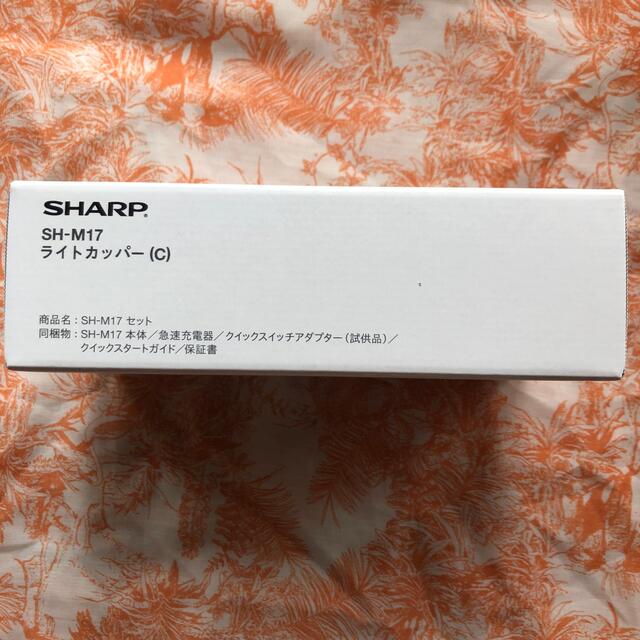 SHARP
SH-M17
ライトカッパー (C)
商品名：SH-M17 セット
同梱物：SH-M17 本体／急速充電器／クイックスイッチアダプター（試供品）／
クイックスタートガイド／保証書